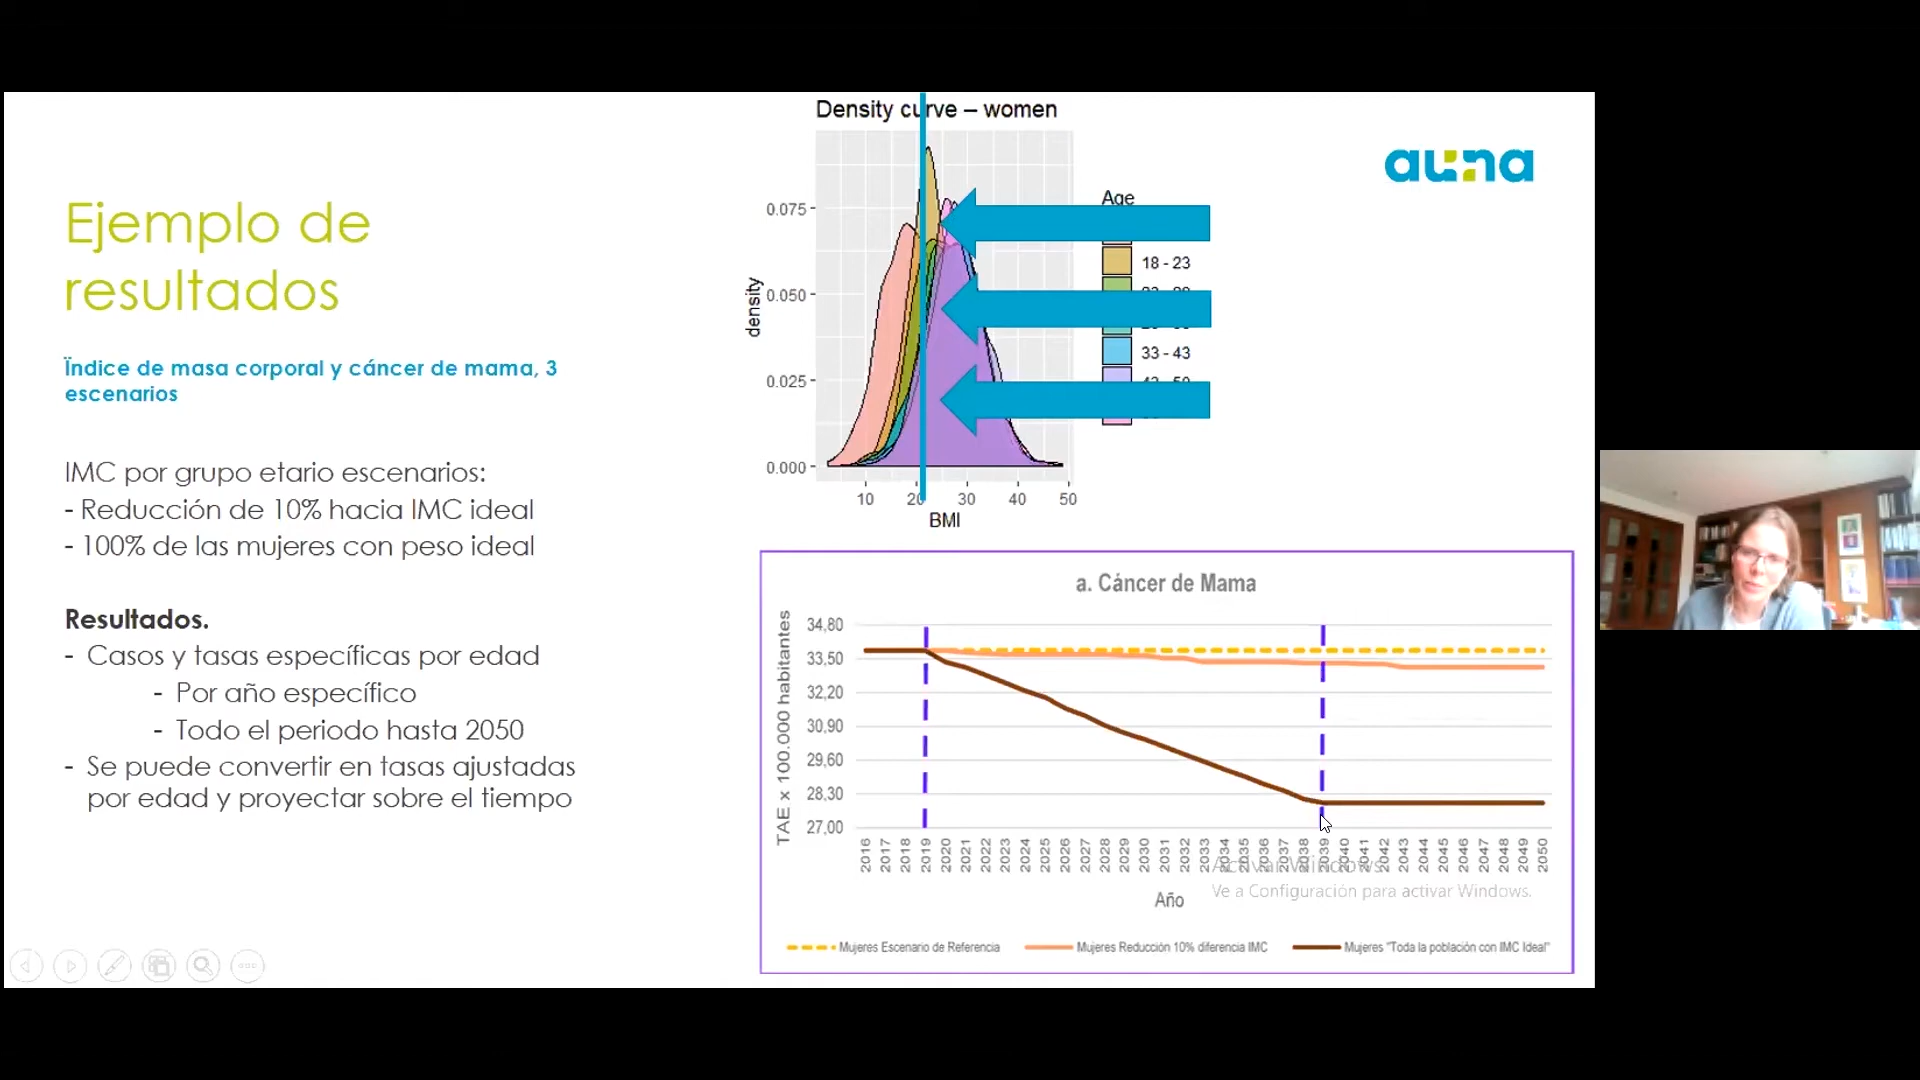 Density curve – women
auna
Ejemplo de
resultados
Ïndice de masa corporal y cáncer de mama, 3
escenarios
IMC por grupo etario escenarios:
- Reducción de 10% hacia IMC ideal
- 100% de las mujeres con peso ideal
Resultados.
- Casos y tasas específicas por edad
- Por año específico
- Todo el periodo hasta 2050
- Se puede convertir en tasas ajustadas
por edad y proyectar sobre el tiempo
density
0.075
0.050
0.025
0.000
10 20 30 40 50
BMI
Age
18 - 23
33 - 43
a. Cáncer de Mama
TAE x 100.000 habitantes
34,80
33,50
32,20
30,90
29,60
28,30
27,00
2016 2017 2018 2019 2020 2021 2022 2023 2024 2025 2026 2027 2028 2029 2030 2031 2032 2033 2034 2035 2036 2037 2038 2039 2040 2041 2042 2043 2044 2045 2046 2047 2048 2049 2050
Año
Activar Windows
Ve a Configuración para activar Windows.
Mujeres Escenario de Referencia
Mujeres Reducción 10% diferencia IMC
Mujeres "Toda la población con IMC Ideal"